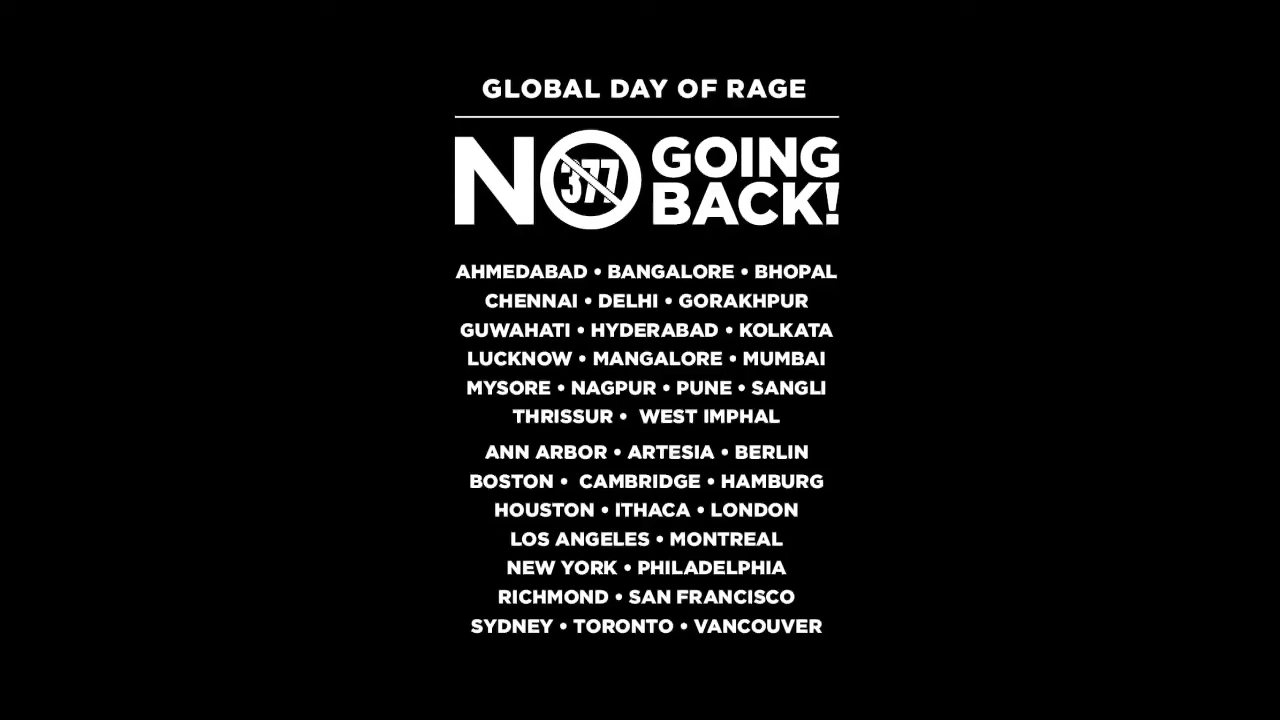 GLOBAL DAY OF RAGE
NO 377 GOING
BACK!
AHMEDABAD • BANGALORE • BHOPAL
CHENNAI • DELHI • GORAKHPUR
GUWAHATI • HYDERABAD • KOLKATA
LUCKNOW • MANGALORE • MUMBAI
MYSORE • NAGPUR • PUNE • SANGLI
THRISSUR • WEST IMPHAL
ANN ARBOR • ARTESIA • BERLIN
BOSTON • CAMBRIDGE • HAMBURG
HOUSTON • ITHACA • LONDON
LOS ANGELES • MONTREAL
NEW YORK • PHILADELPHIA
RICHMOND • SAN FRANCISCO
SYDNEY • TORONTO • VANCOUVER